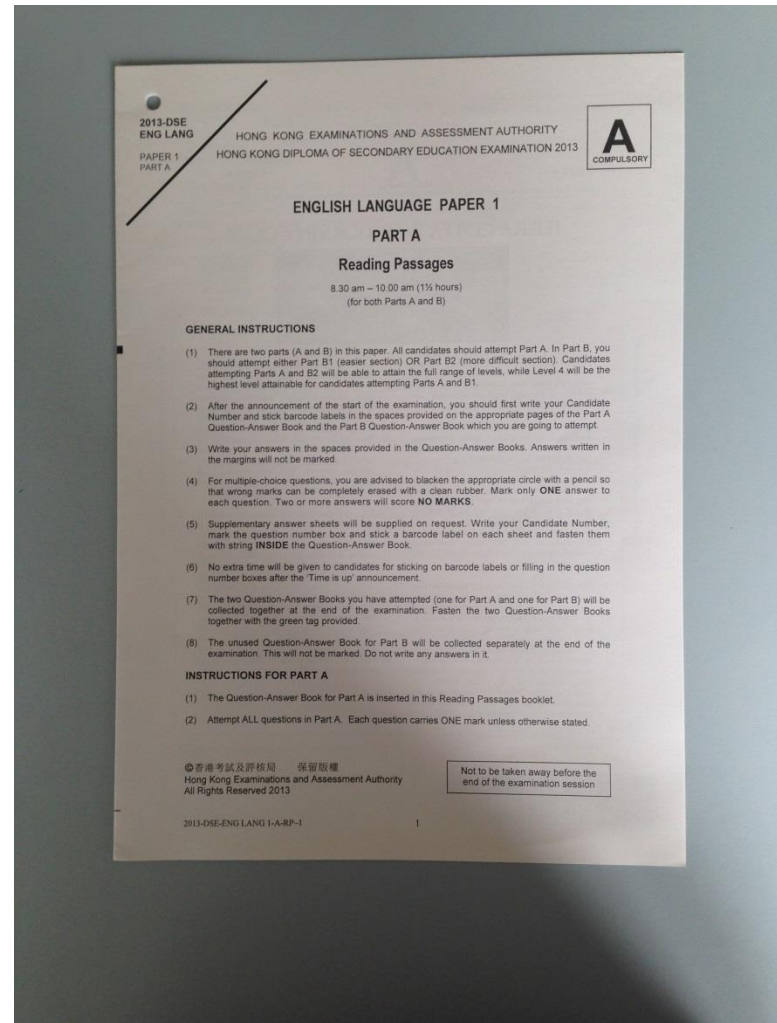 2013-DSE
ENG LANG
PAPER 1
PART A
HONG KONG EXAMINATIONS AND ASSESSMENT AUTHORITY
HONG KONG DIPLOMA OF SECONDARY EDUCATION EXAMINATION 2013
A
COMPULSORY
ENGLISH LANGUAGE PAPER 1
PART A
Reading Passages
8.30 am – 10.00 am (1½ hours)
(for both Parts A and B)
GENERAL INSTRUCTIONS
(1) There are two parts (A and B) in this paper. All candidates should attempt Part A. In Part B, you
should attempt either Part B1 (easier section) OR Part B2 (more difficult section). Candidates
attempting Parts A and B2 will be able to attain the full range of levels, while Level 4 will be the
highest level attainable for candidates attempting Parts A and B1.
(2) After the announcement of the start of the examination, you should first write your Candidate
Number and stick barcode labels in the spaces provided on the appropriate pages of the Part A
Question-Answer Book and the Part B Question-Answer Book which you are going to attempt.
(3) Write your answers in the spaces provided in the Question-Answer Books. Answers written in
the margins will not be marked.
(4) For multiple-choice questions, you are advised to blacken the appropriate circle with a pencil so
that wrong marks can be completely erased with a clean rubber. Mark only ONE answer to
each question. Two or more answers will score NO MARKS.
(5) Supplementary answer sheets will be supplied on request. Write your Candidate Number,
mark the question number box and stick a barcode label on each sheet and fasten them
with string INSIDE the Question-Answer Book.
(6) No extra time will be given to candidates for sticking on barcode labels or filling in the question
number boxes after the 'Time is up' announcement.
(7) The two Question-Answer Books you have attempted (one for Part A and one for Part B) will be
collected together at the end of the examination. Fasten the two Question-Answer Books
together with the green tag provided.
(8) The unused Question-Answer Book for Part B will be collected separately at the end of the
examination. This will not be marked. Do not write any answers in it.
INSTRUCTIONS FOR PART A
(1) The Question-Answer Book for Part A is inserted in this Reading Passages booklet.
(2) Attempt ALL questions in Part A. Each question carries ONE mark unless otherwise stated.
©香港考試及評核局 保留版權
Hong Kong Examinations and Assessment Authority
All Rights Reserved 2013
Not to be taken away before the
end of the examination session
2013-DSE-ENG LANG 1-A-RP–1
1